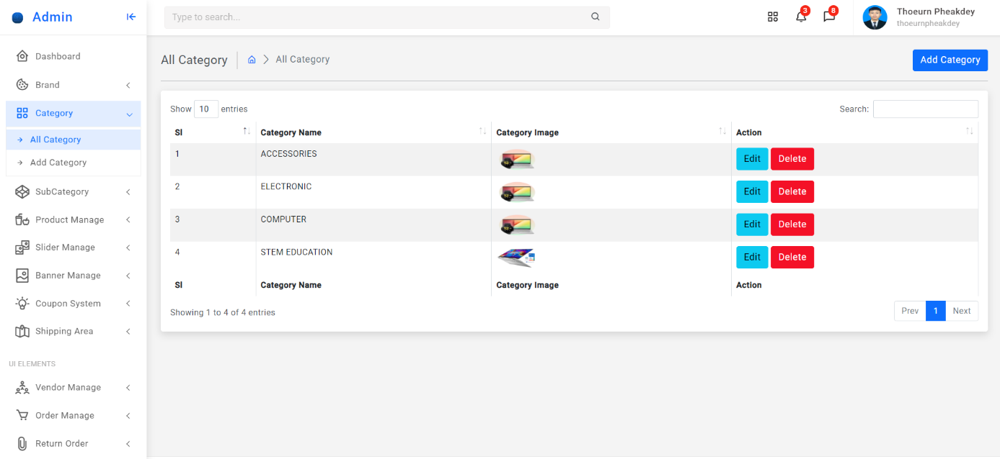 Admin
Type to search...
3
8
Thoeurn Pheakdey
thoeurnpheakdey
Dashboard
Brand
Category
All Category
Add Category
SubCategory
Product Manage
Slider Manage
Banner Manage
Coupon System
Shipping Area
UI ELEMENTS
Vendor Manage
Order Manage
Return Order
All Category
All Category
Add Category
Show 10 entries
Search:
Sl Category Name Category Image Action
1 ACCESSORIES Edit Delete
2 ELECTRONIC Edit Delete
3 COMPUTER Edit Delete
4 STEM EDUCATION Edit Delete
Sl Category Name Category Image Action
Showing 1 to 4 of 4 entries
Prev 1 Next